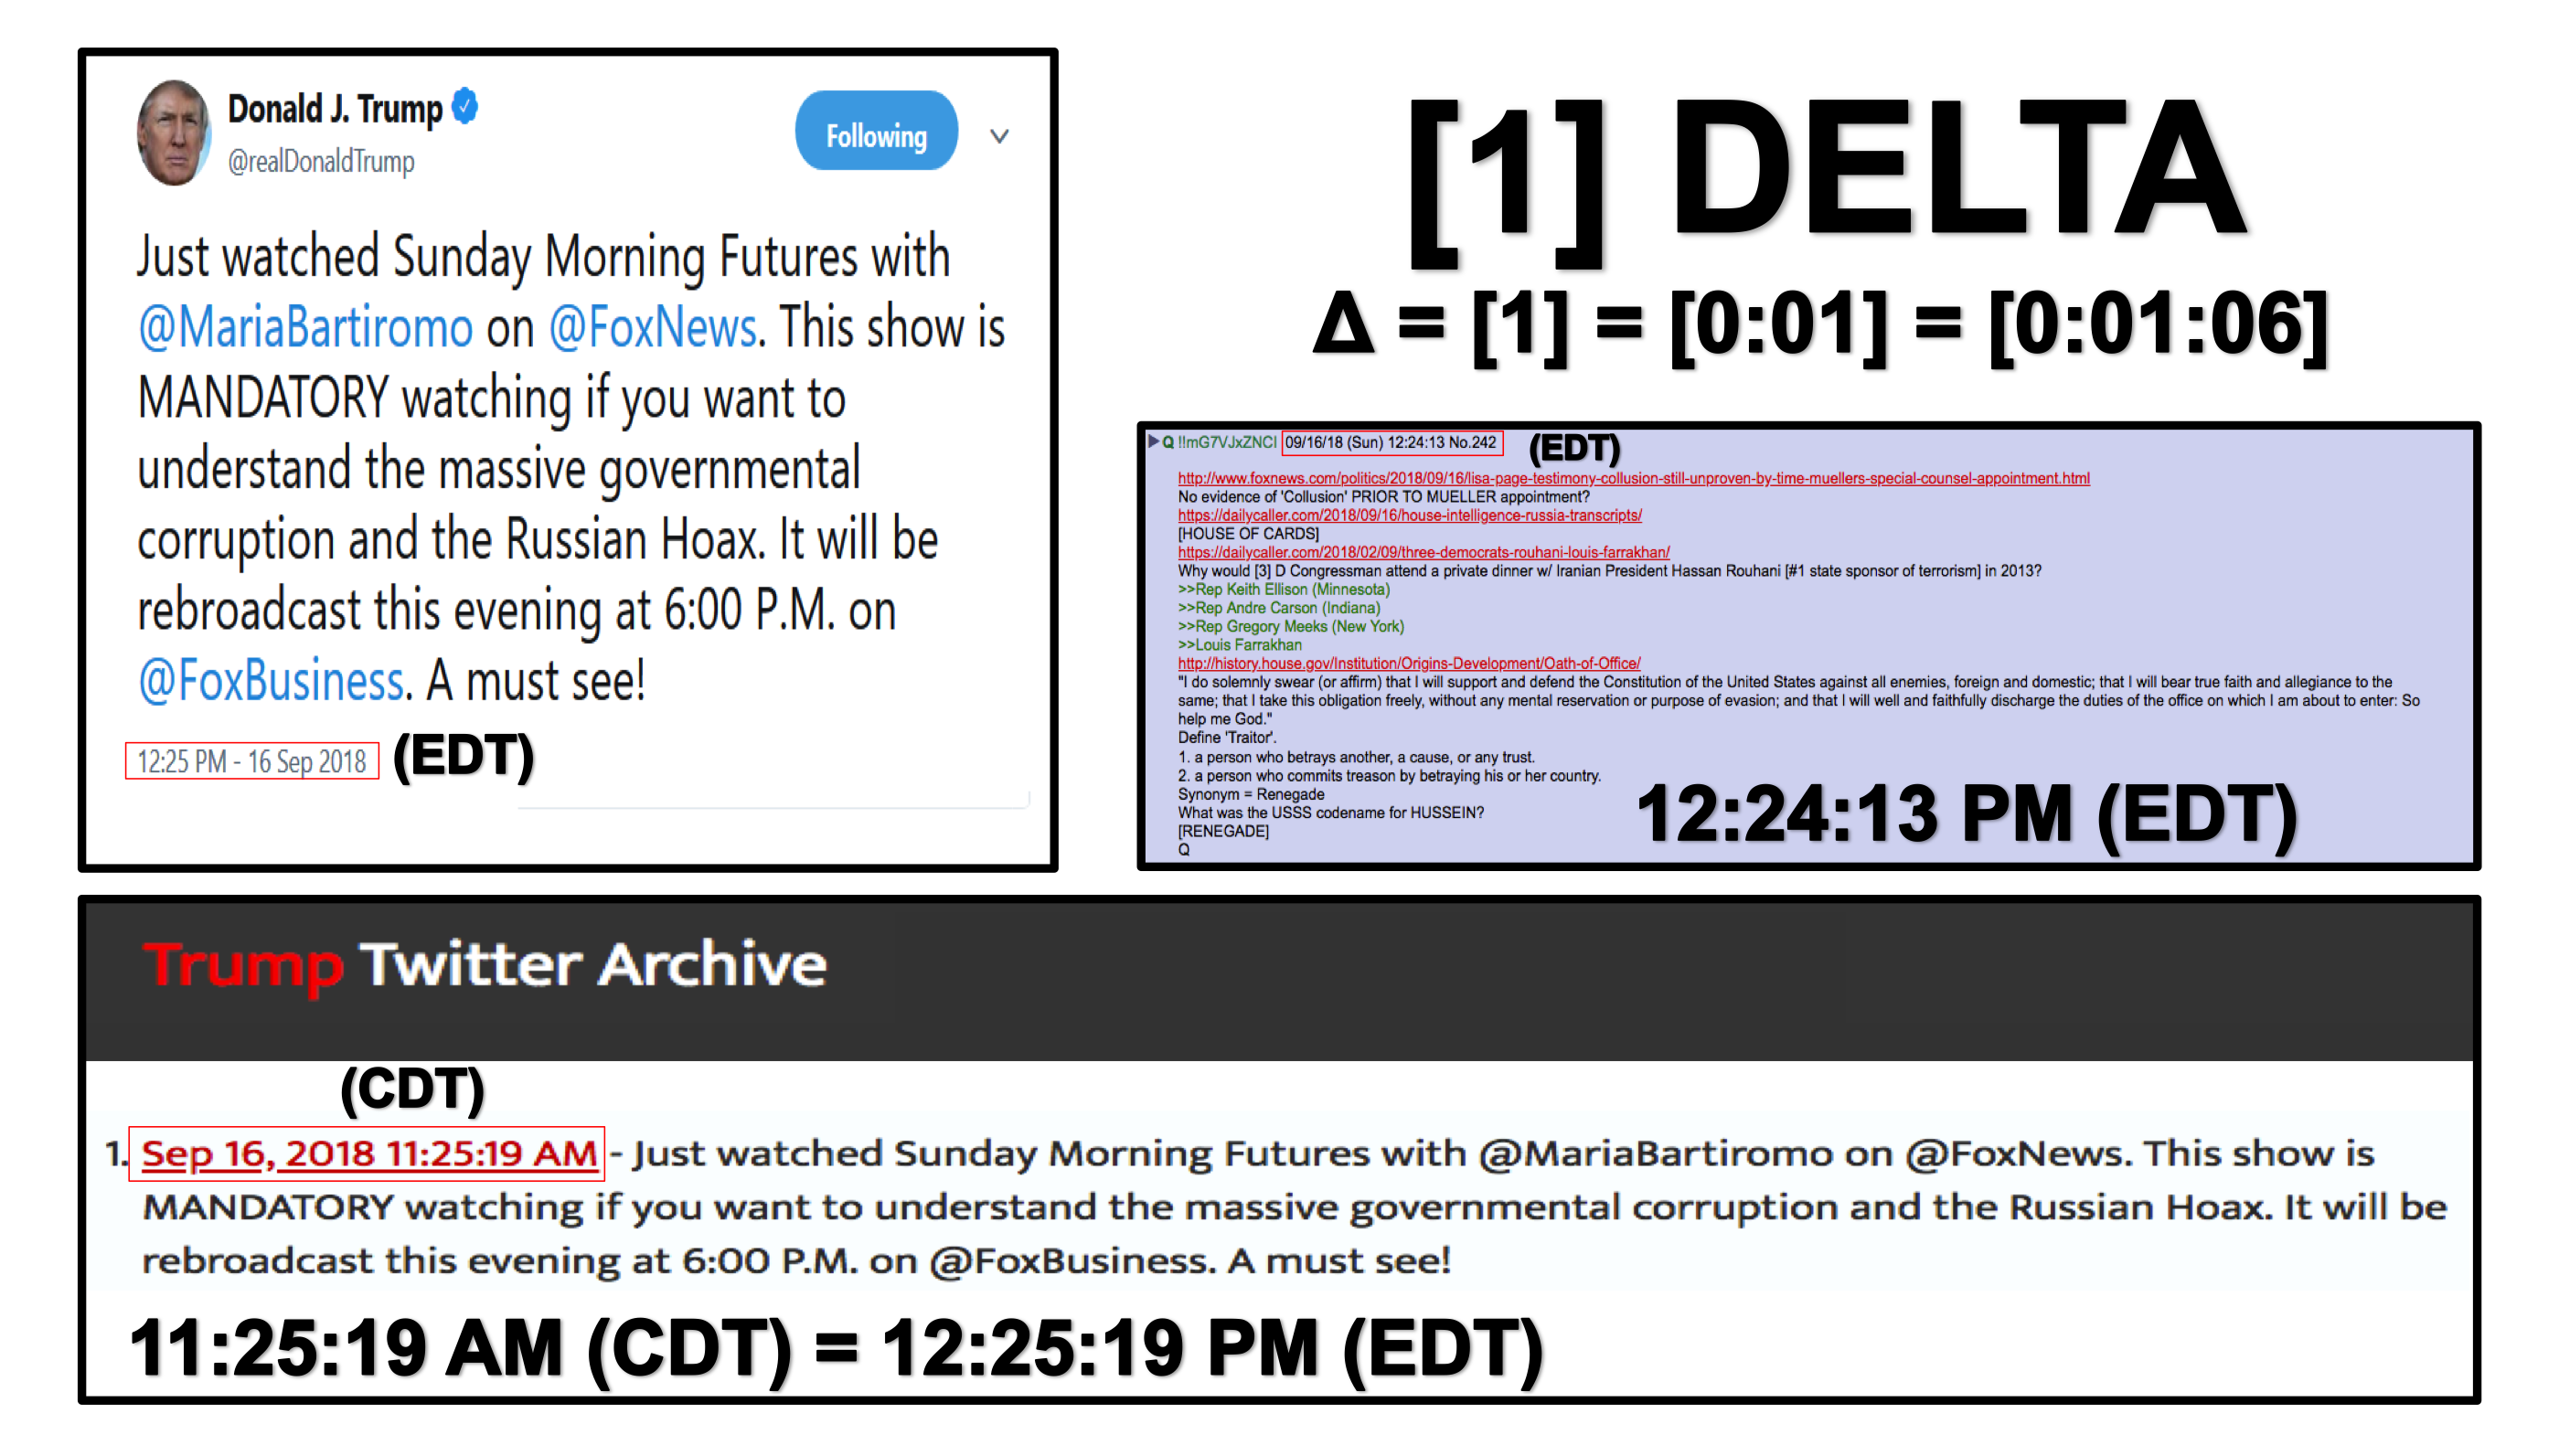 Donald J. Trump
@realDonaldTrump
Following
Just watched Sunday Morning Futures with
@MariaBartiromo on @FoxNews. This show is
MANDATORY watching if you want to
understand the massive governmental
corruption and the Russian Hoax. It will be
rebroadcast this evening at 6:00 P.M. on
@FoxBusiness. A must see!
12:25 PM - 16 Sep 2018 (EDT)
[1] DELTA
Δ = [1] = [0:01] = [0:01:06]
Q !!mG7VJxZNCI 09/16/18 (Sun) 12:24:13 No.242 (EDT)
http://www.foxnews.com/politics/2018/09/16/lisa-page-testimony-collusion-still-unproven-by-time-muellers-special-counsel-appointment.html
No evidence of 'Collusion' PRIOR TO MUELLER appointment?
https://dailycaller.com/2018/09/16/house-intelligence-russia-transcripts/
[HOUSE OF CARDS]
https://dailycaller.com/2018/02/09/three-democrats-rouhani-louis-farrakhan/
Why would [3] D Congressman attend a private dinner w/ Iranian President Hassan Rouhani [#1 state sponsor of terrorism] in 2013?
>>Rep Keith Ellison (Minnesota)
>>Rep Andre Carson (Indiana)
>>Rep Gregory Meeks (New York)
>>Louis Farrakhan
http://history.house.gov/Institution/Origins-Development/Oath-of-Office/
"I do solemnly swear (or affirm) that I will support and defend the Constitution of the United States against all enemies, foreign and domestic; that I will bear true faith and allegiance to the
same; that I take this obligation freely, without any mental reservation or purpose of evasion; and that I will well and faithfully discharge the duties of the office on which I am about to enter: So
help me God."
Define 'Traitor'.
1. a person who betrays another, a cause, or any trust.
2. a person who commits treason by betraying his or her country.
Synonym = Renegade
What was the USSS codename for HUSSEIN?
[RENEGADE]
Q
12:24:13 PM (EDT)
Trump Twitter Archive
(CDT)
1. Sep 16, 2018 11:25:19 AM - Just watched Sunday Morning Futures with @MariaBartiromo on @FoxNews. This show is
MANDATORY watching if you want to understand the massive governmental corruption and the Russian Hoax. It will be
rebroadcast this evening at 6:00 P.M. on @FoxBusiness. A must see!
11:25:19 AM (CDT) = 12:25:19 PM (EDT)